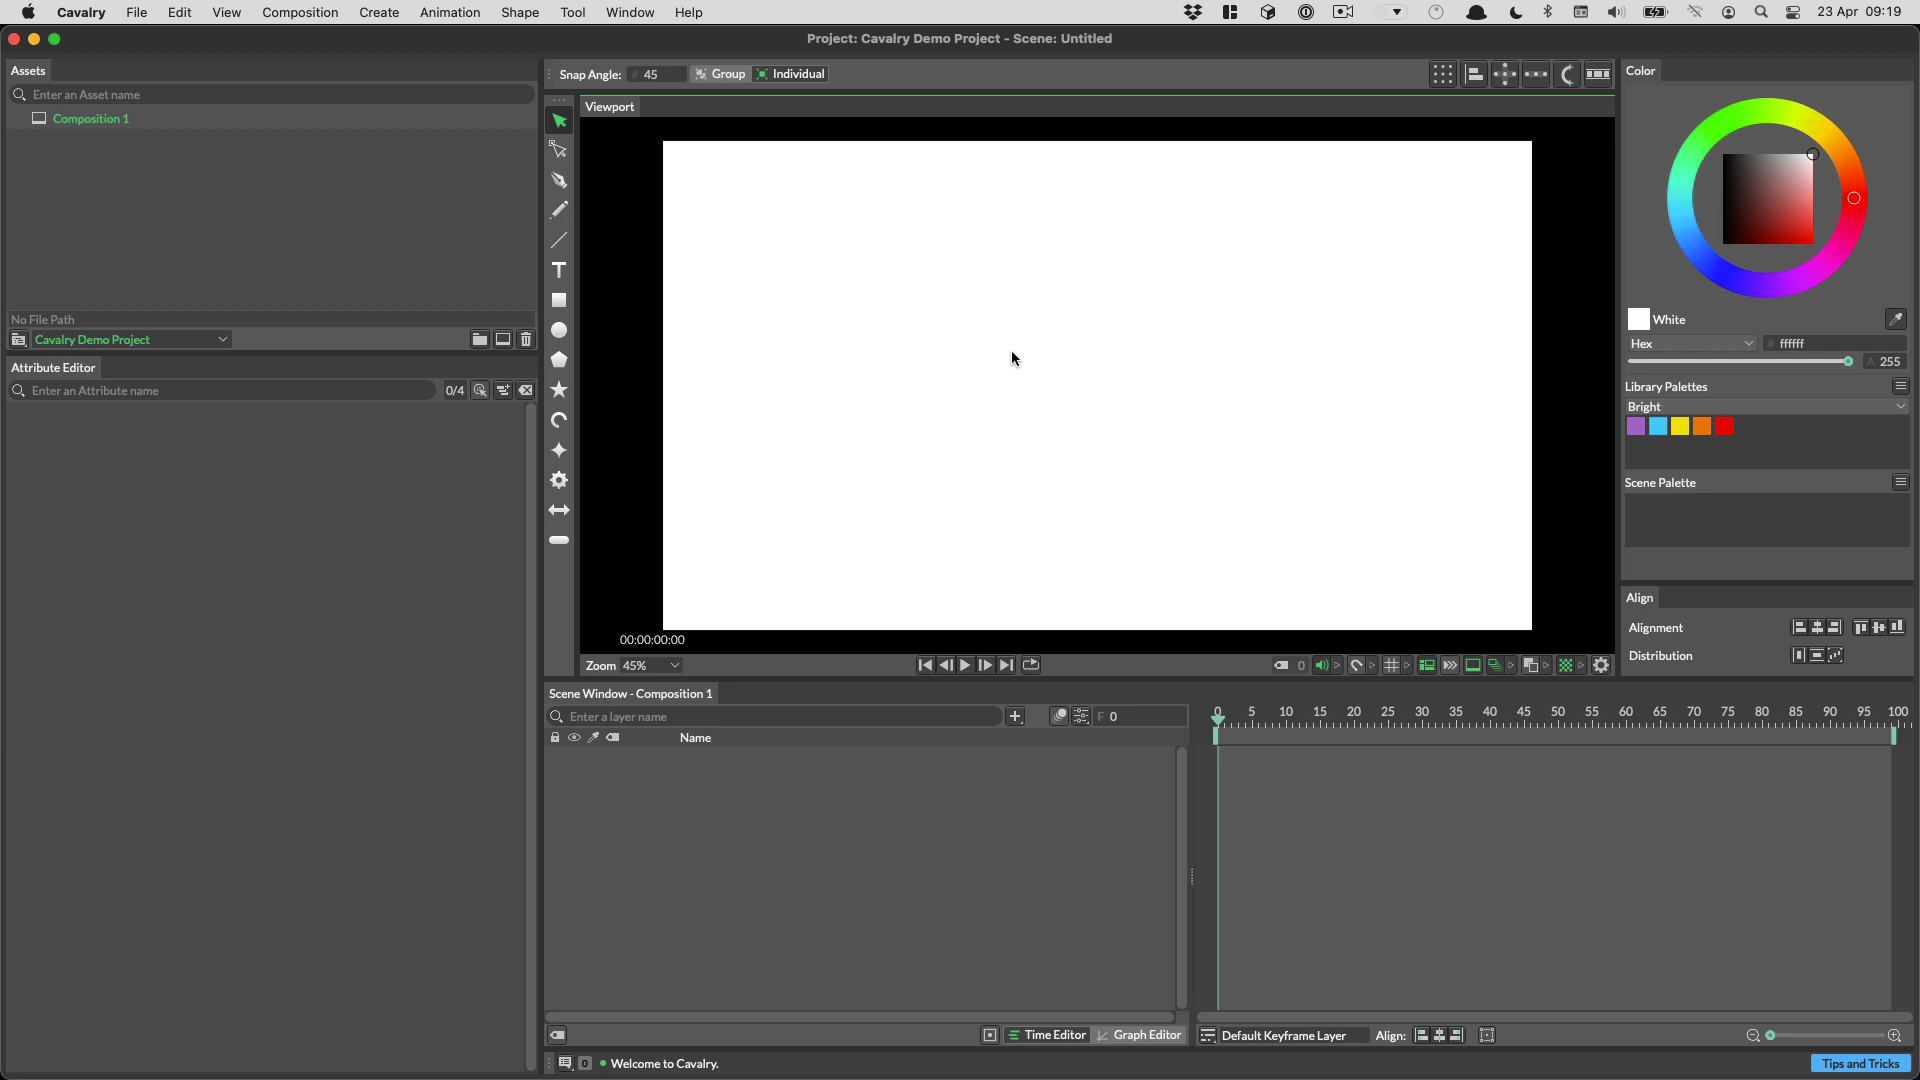 Cavalry File Edit View Composition Create Animation Shape Tool Window Help 23 Apr 09:19
Project: Cavalry Demo Project - Scene: Untitled
Assets
Enter an Asset name
Composition 1
No File Path
Cavalry Demo Project
Attribute Editor
Enter an Attribute name 0/4
Snap Angle: 45 Group Individual
Viewport
00:00:00:00
Zoom 45% 0
Color
White
Hex # ffffff
A 255
Library Palettes
Bright
Scene Palette
Align
Alignment
Distribution
Scene Window - Composition 1
Enter a layer name F 0
Name
0 5 10 15 20 25 30 35 40 45 50 55 60 65 70 75 80 85 90 95 100
Time Editor Graph Editor Default Keyframe Layer Align:
0 Welcome to Cavalry. Tips and Tricks